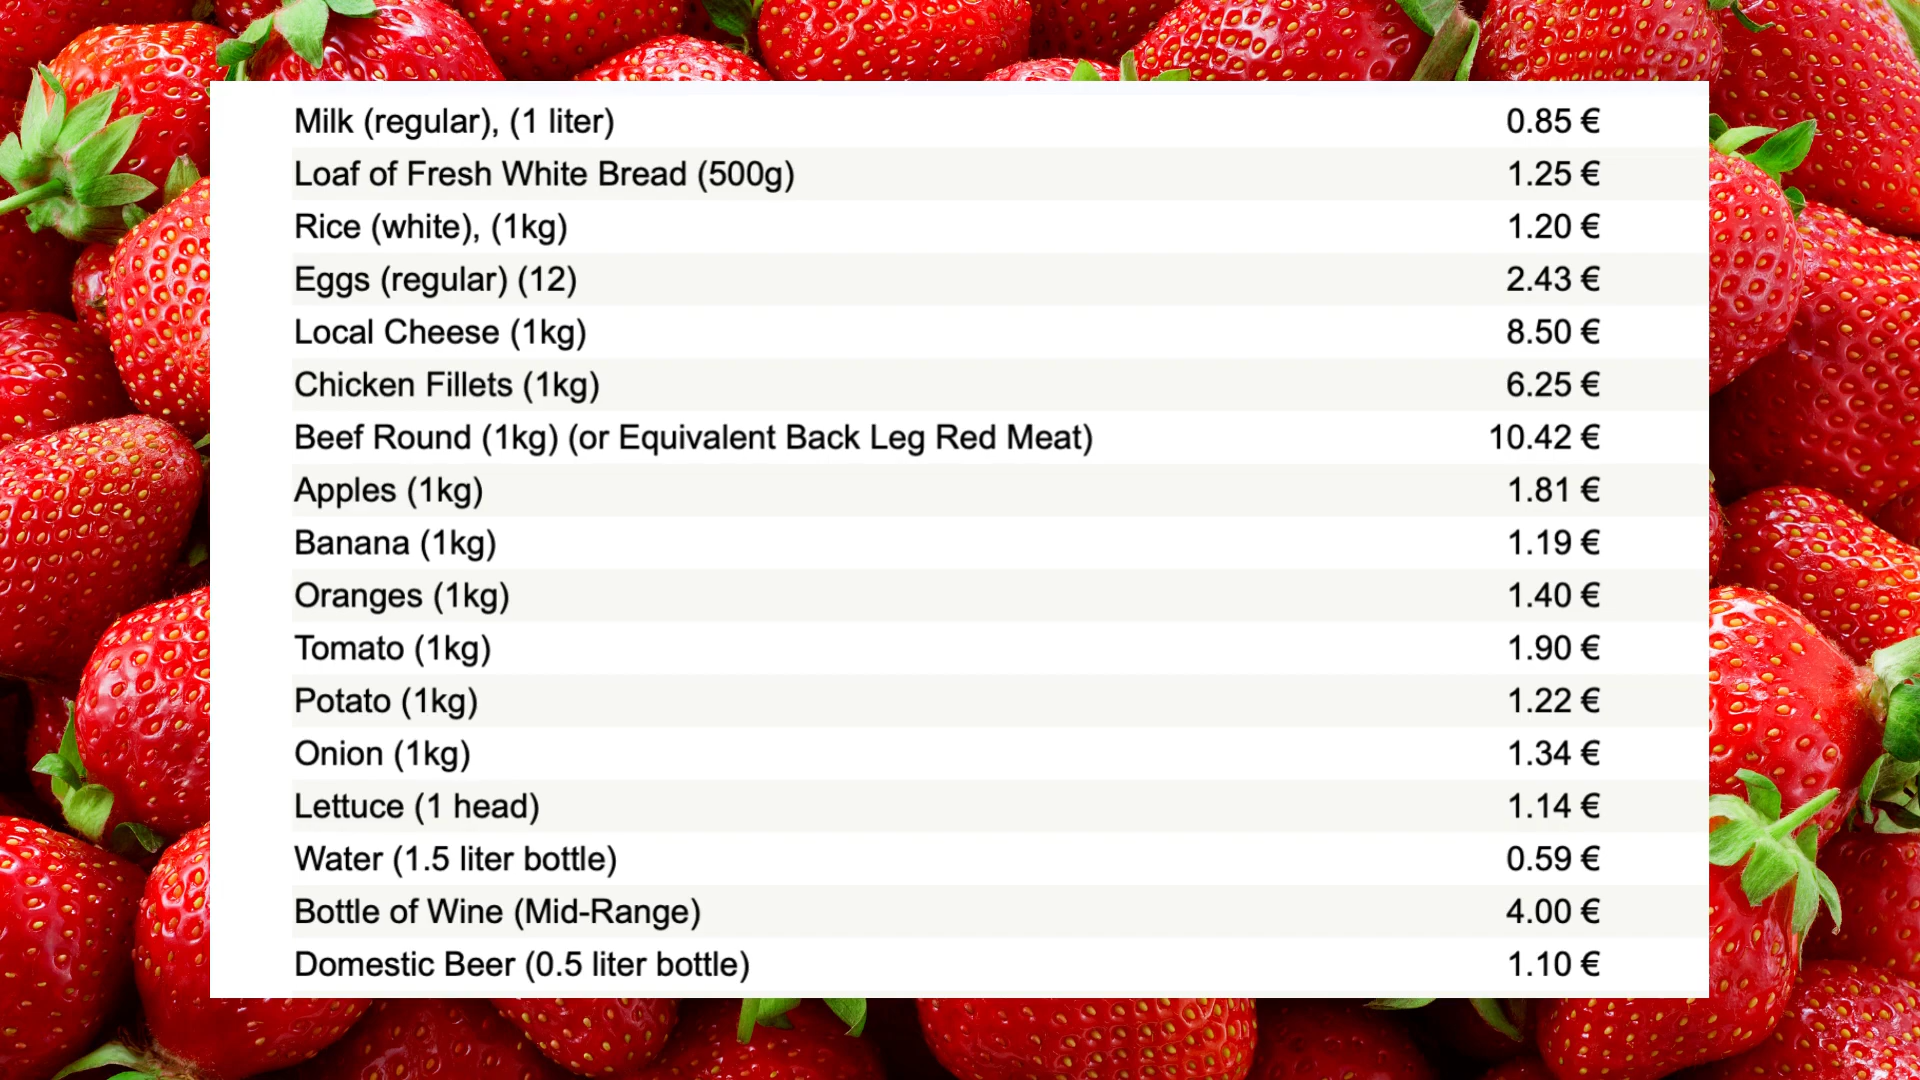 Milk (regular), (1 liter) 0.85 €
Loaf of Fresh White Bread (500g) 1.25 €
Rice (white), (1kg) 1.20 €
Eggs (regular) (12) 2.43 €
Local Cheese (1kg) 8.50 €
Chicken Fillets (1kg) 6.25 €
Beef Round (1kg) (or Equivalent Back Leg Red Meat) 10.42 €
Apples (1kg) 1.81 €
Banana (1kg) 1.19 €
Oranges (1kg) 1.40 €
Tomato (1kg) 1.90 €
Potato (1kg) 1.22 €
Onion (1kg) 1.34 €
Lettuce (1 head) 1.14 €
Water (1.5 liter bottle) 0.59 €
Bottle of Wine (Mid-Range) 4.00 €
Domestic Beer (0.5 liter bottle) 1.10 €